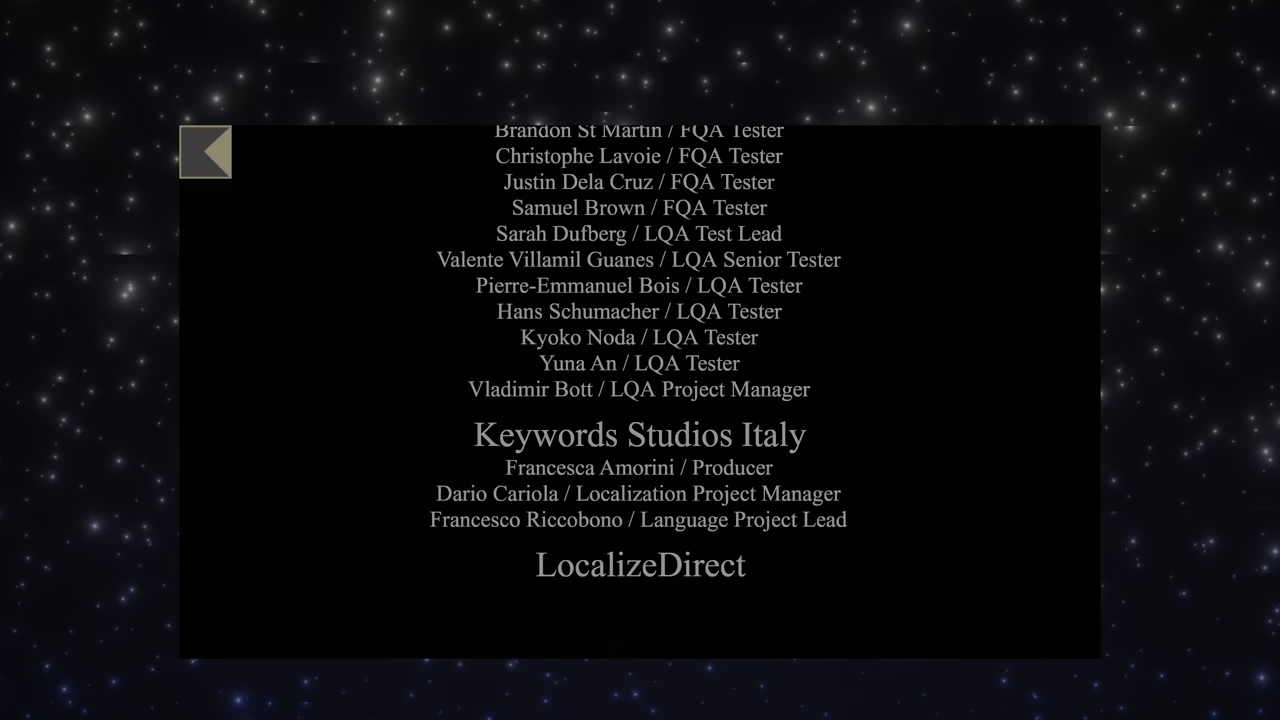 Brandon St Martin / FQA Tester
Christophe Lavoie / FQA Tester
Justin Dela Cruz / FQA Tester
Samuel Brown / FQA Tester
Sarah Dufberg / LQA Test Lead
Valente Villamil Guanes / LQA Senior Tester
Pierre-Emmanuel Bois / LQA Tester
Hans Schumacher / LQA Tester
Kyoko Noda / LQA Tester
Yuna An / LQA Tester
Vladimir Bott / LQA Project Manager
Keywords Studios Italy
Francesca Amorini / Producer
Dario Cariola / Localization Project Manager
Francesco Riccobono / Language Project Lead
LocalizeDirect